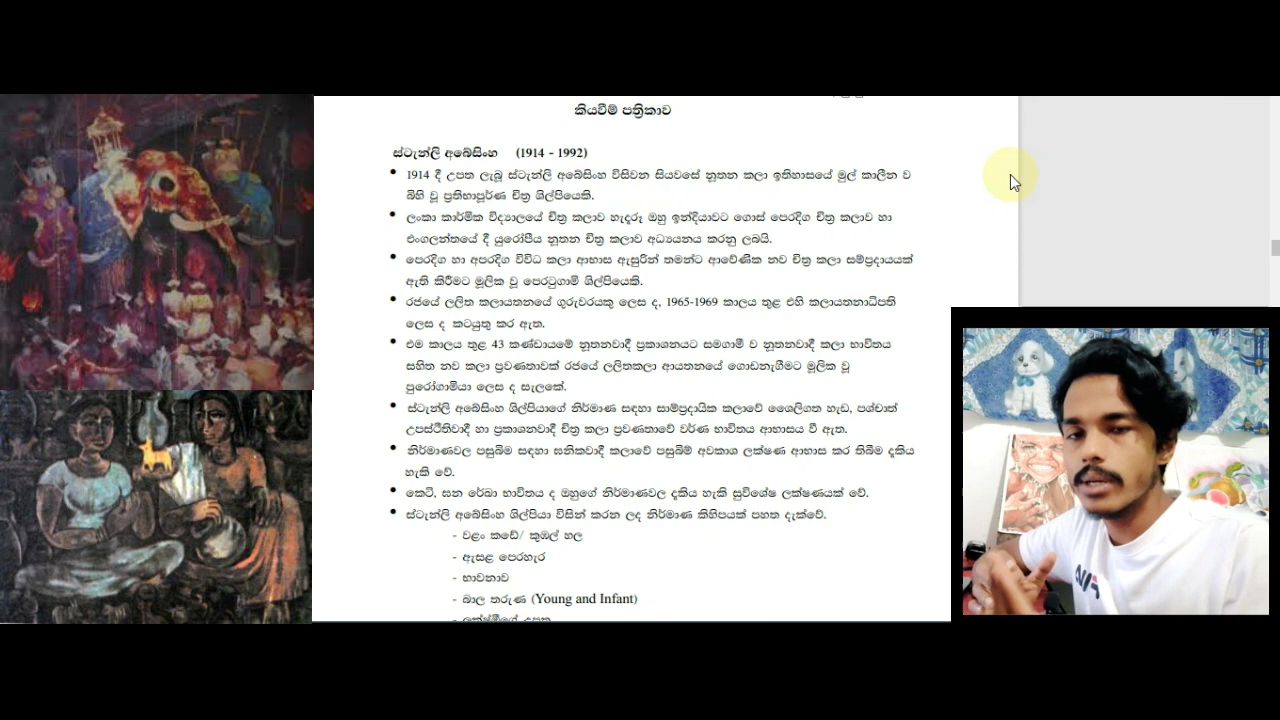 කියවීම් පත්‍රිකාව
ස්ටැන්ලි අබේසිංහ (1914 - 1992)
• 1914 දී උපත ලැබූ ස්ටැන්ලි අබේසිංහ විසිවන සියවසේ නූතන කලා ඉතිහාසයේ මුල් කාලීන ව
බිහි වූ ප්‍රතිභාපූර්ණ චිත්‍ර ශිල්පියෙකි.
• ලංකා කාර්මික විද්‍යාලයේ චිත්‍ර කලාව හැදෑරූ ඔහු ඉන්දියාවට ගොස් පෙරදිග චිත්‍ර කලාව හා
එංගලන්තයේ දී යුරෝපීය නූතන චිත්‍ර කලාව අධ්‍යයනය කරනු ලබයි.
• පෙරදිග හා අපරදිග විවිධ කලා ආභාස ඇසුරින් තමන්ට ආවේණික නව චිත්‍ර කලා සම්ප්‍රදායයක්
ඇති කිරීමට මූලික වූ පෙරටුගාමී ශිල්පියෙකි.
• රජයේ ලලිත කලායතනයේ ගුරුවරයකු ලෙස ද, 1965-1969 කාලය තුළ එහි කලායතනාධිපති
ලෙස ද කටයුතු කර ඇත.
• එම කාලය තුළ 43 කණ්ඩායමේ නූතනවාදී ප්‍රකාශනයට සමගාමී ව නූතනවාදී කලා භාවිතය
සහිත නව කලා ප්‍රවණතාවක් රජයේ ලලිතකලා ආයතනයේ ගොඩනැගීමට මූලික වූ
පුරෝගාමියා ලෙස ද සැලකේ.
• ස්ටැන්ලි අබේසිංහ ශිල්පියාගේ නිර්මාණ සඳහා සාම්ප්‍රදායික කලාවේ ශෛලිගත හැඩ, පශ්චාත්
උපස්ථිතිවාදී හා ප්‍රකාශනවාදී චිත්‍ර කලා ප්‍රවණතාවේ වර්ණ භාවිතය ආභාසය වී ඇත.
• නිර්මාණවල පසුබිම සඳහා ඝනිකවාදී කලාවේ පසුබිම් අවකාශ ලක්ෂණ ආභාස කර තිබීම දැකිය
හැකි වේ.
• කෙටි, ඝන රේඛා භාවිතය ද ඔහුගේ නිර්මාණවල දැකිය හැකි සුවිශේෂ ලක්ෂණයක් වේ.
• ස්ටැන්ලි අබේසිංහ ශිල්පියා විසින් කරන ලද නිර්මාණ කිහිපයක් පහත දැක්වේ.
- වළං කඩේ/ කුඹල් හල
- ඇසළ පෙරහැර
- භාවනාව
- බාල තරුණ (Young and Infant)